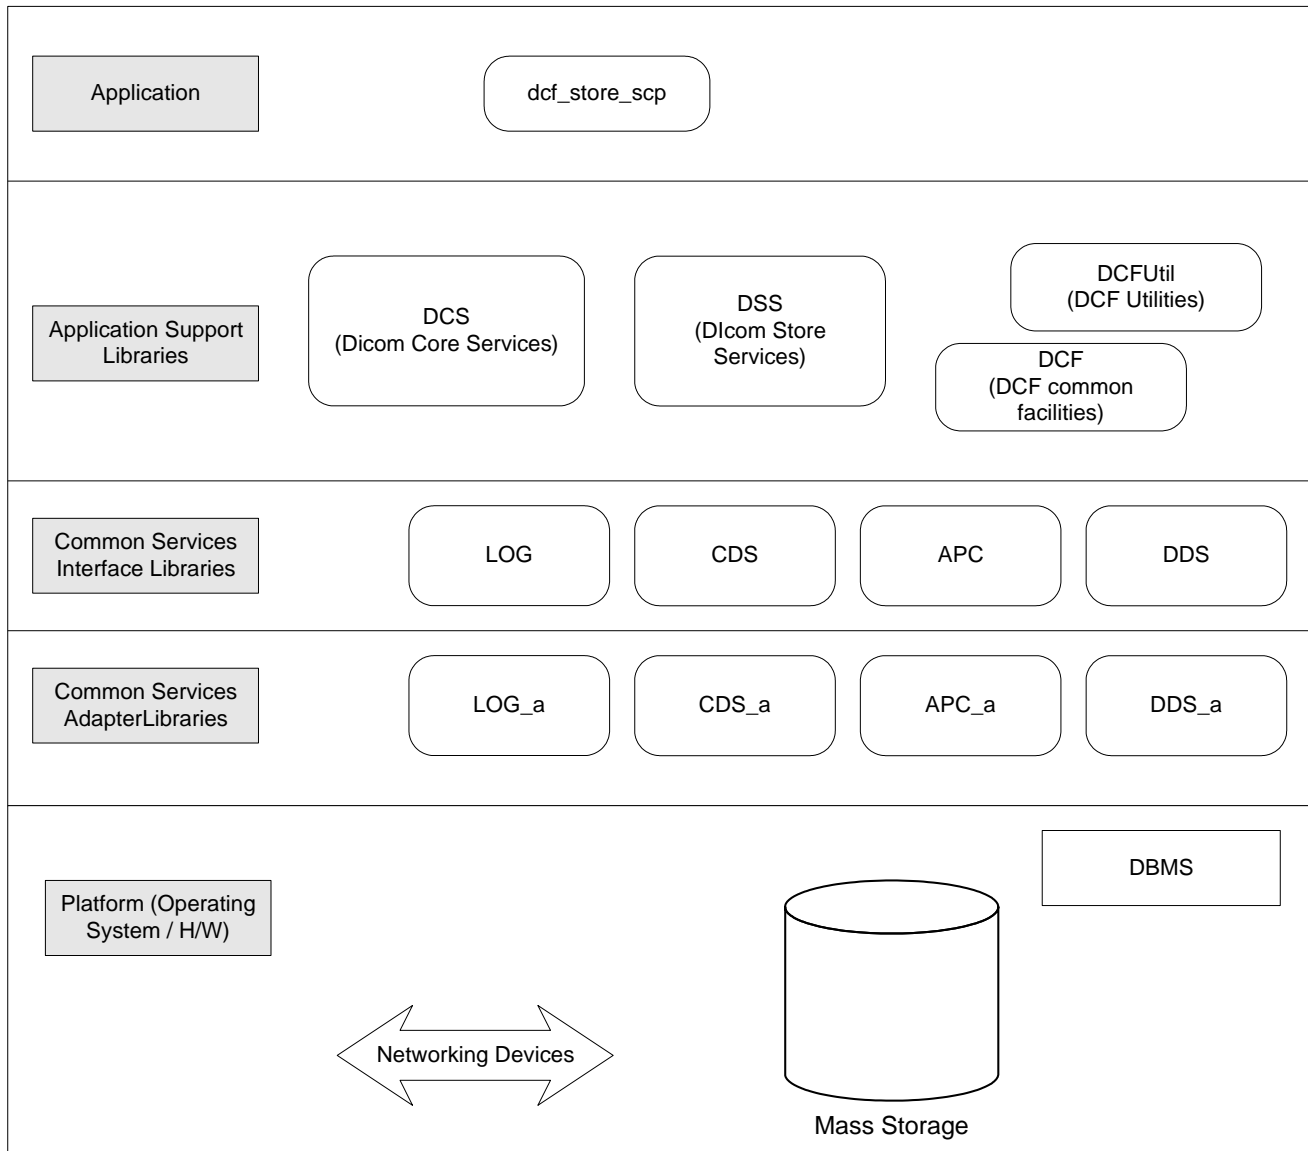 Application
dcf_store_scp
Application Support
Libraries
DCS
(Dicom Core Services)
DSS
(DIcom Store
Services)
DCFUtil
(DCF Utilities)
DCF
(DCF common
facilities)
Common Services
Interface Libraries
LOG
CDS
APC
DDS
Common Services
AdapterLibraries
LOG_a
CDS_a
APC_a
DDS_a
Platform (Operating
System / H/W)
DBMS
Networking Devices
Mass Storage